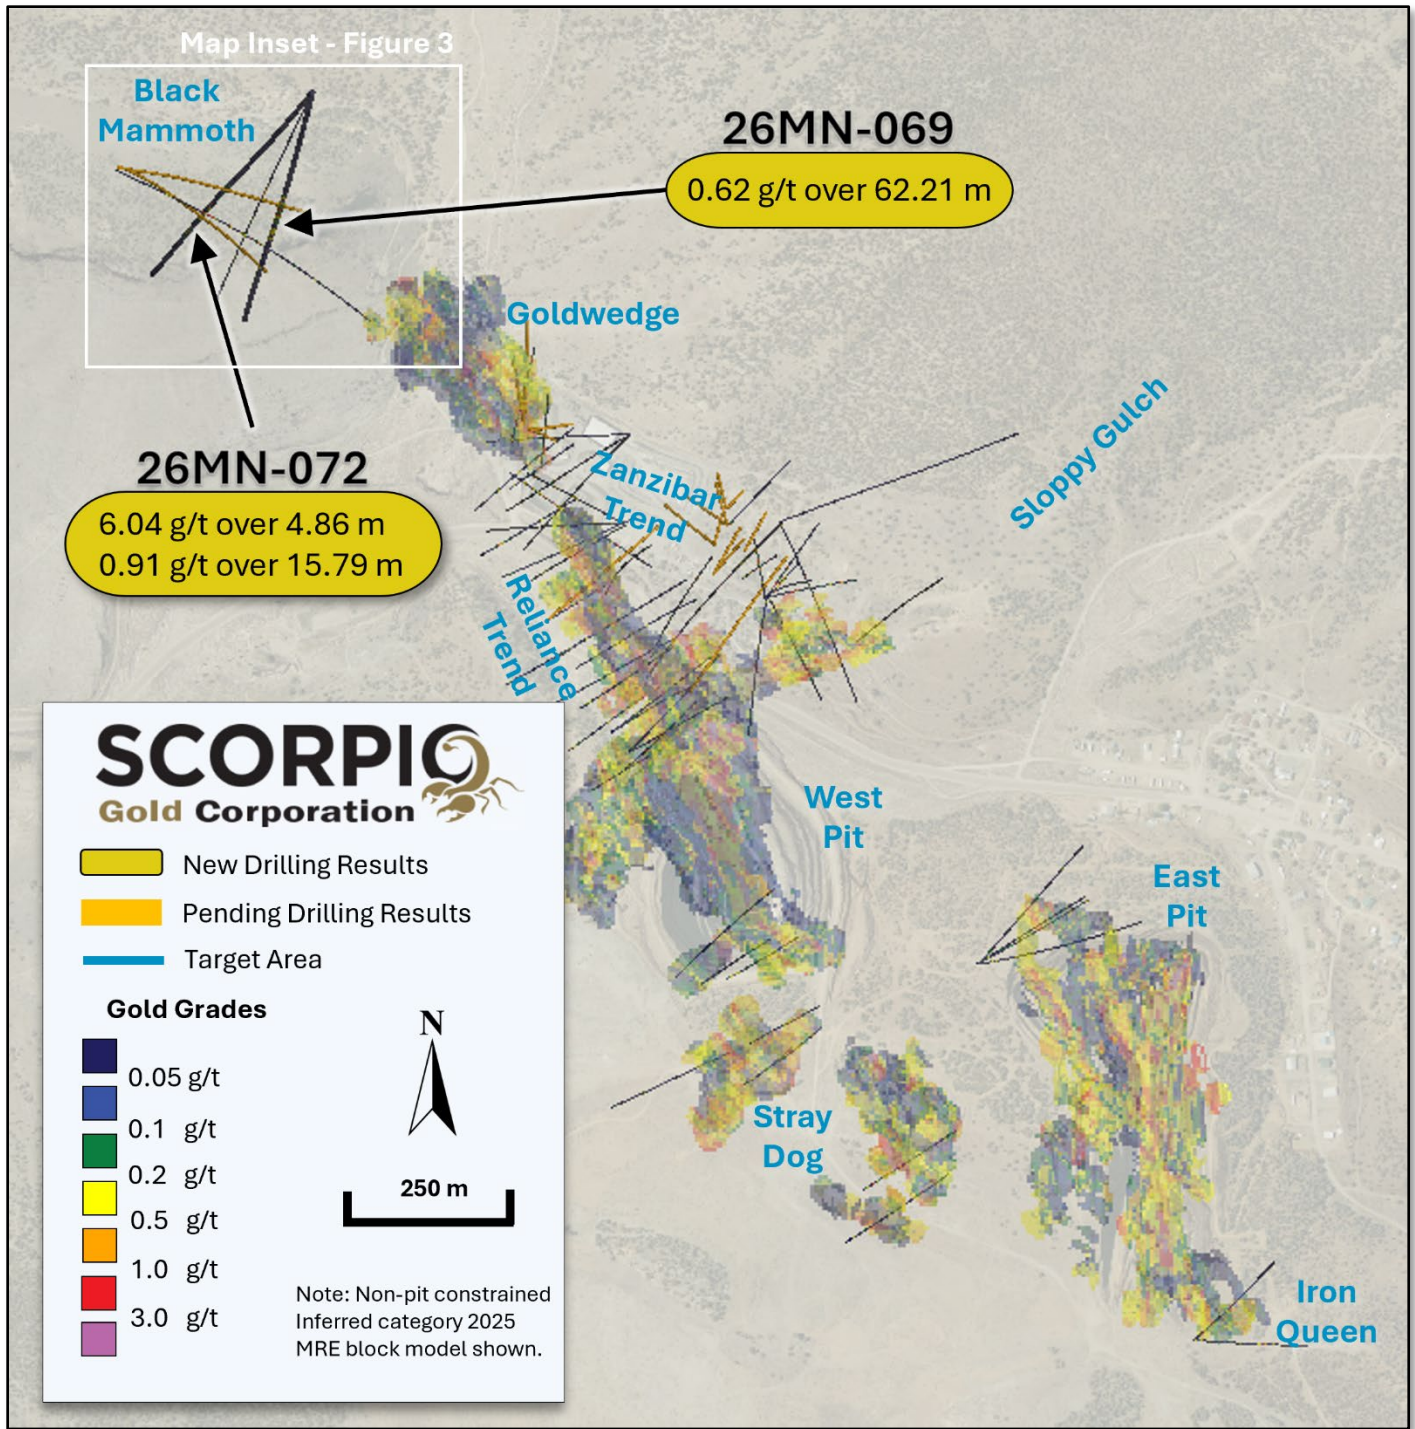 Map Inset - Figure 3
Black
Mammoth
26MN-069
0.62 g/t over 62.21 m
Goldwedge
Sloppy Gulch
26MN-072
6.04 g/t over 4.86 m
0.91 g/t over 15.79 m
Zanzibar
Trend
Reliance
Trend
SCORPIO
Gold Corporation
New Drilling Results
Pending Drilling Results
Target Area
Gold Grades
0.05 g/t
0.1 g/t
0.2 g/t
0.5 g/t
1.0 g/t
3.0 g/t
N
250 m
Note: Non-pit constrained
Inferred category 2025
MRE block model shown.
West
Pit
East
Pit
Stray
Dog
Iron
Queen